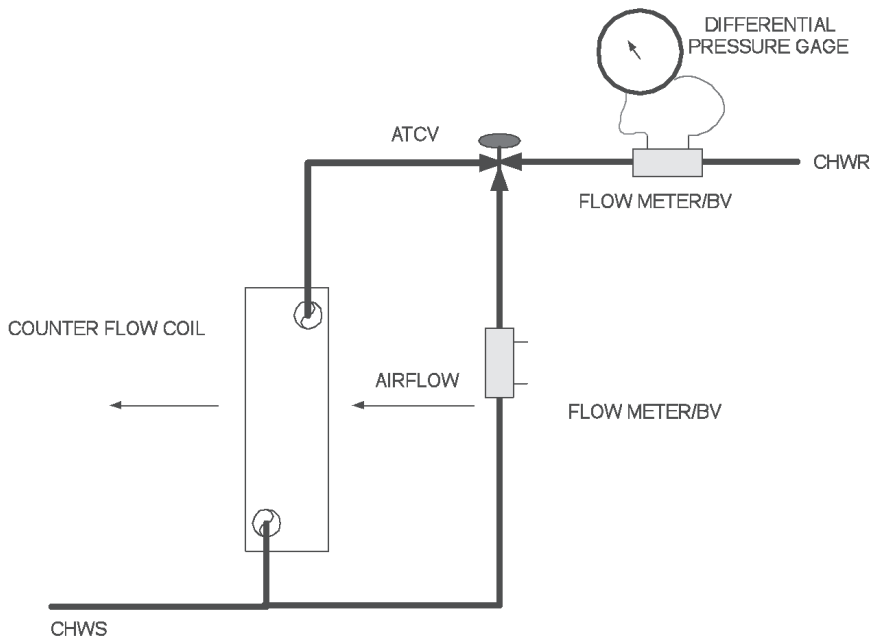 DIFFERENTIAL
PRESSURE GAGE
ATCV
CHWR
FLOW METER/BV
COUNTER FLOW COIL
AIRFLOW
FLOW METER/BV
CHWS